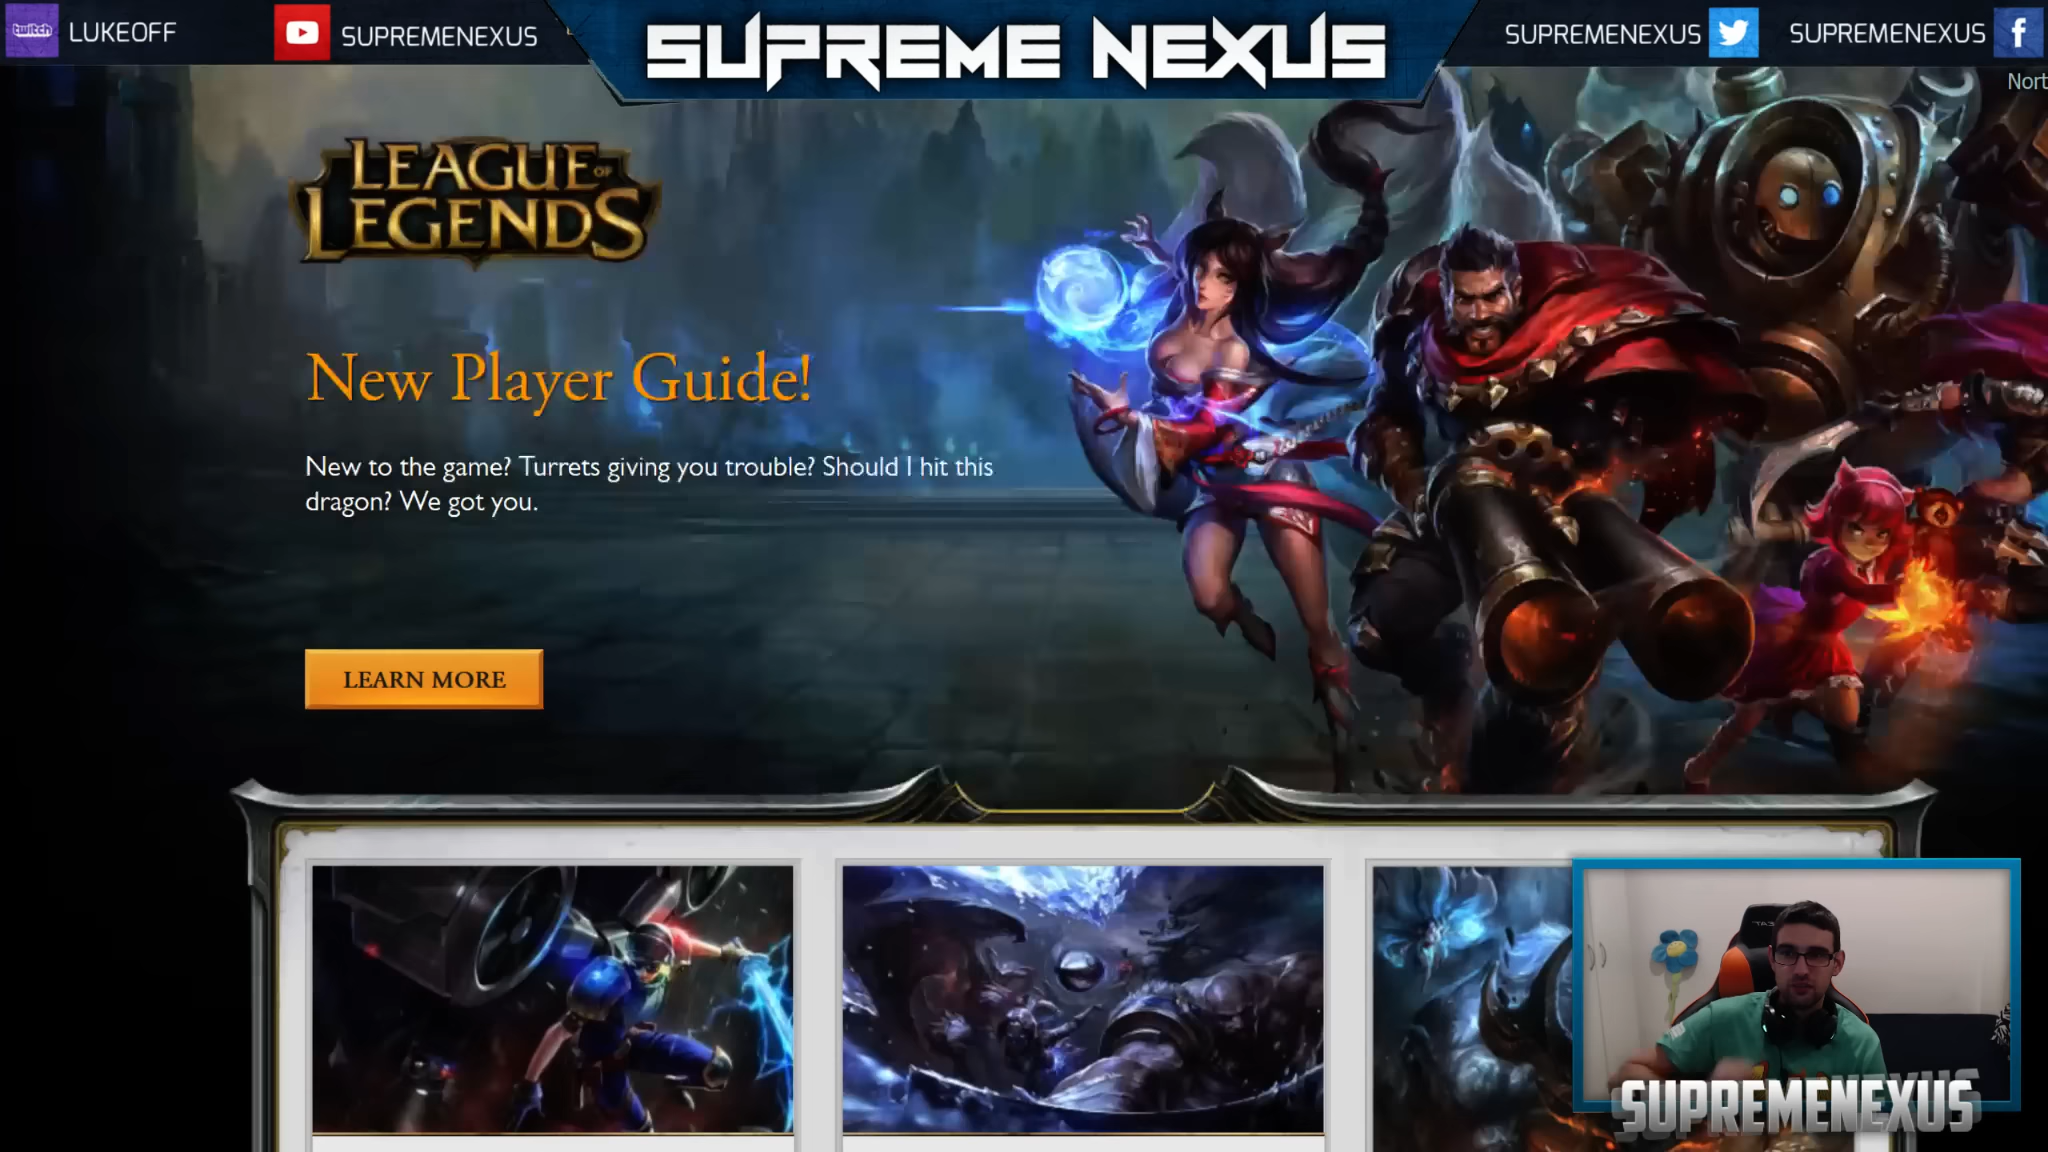 twitch LUKEOFF
SUPREMENEXUS
SUPREME NEXUS
SUPREMENEXUS
SUPREMENEXUS f
Nort
LEAGUE OF
LEGENDS
New Player Guide!
New to the game? Turrets giving you trouble? Should I hit this
dragon? We got you.
LEARN MORE
SUPREMENEXUS